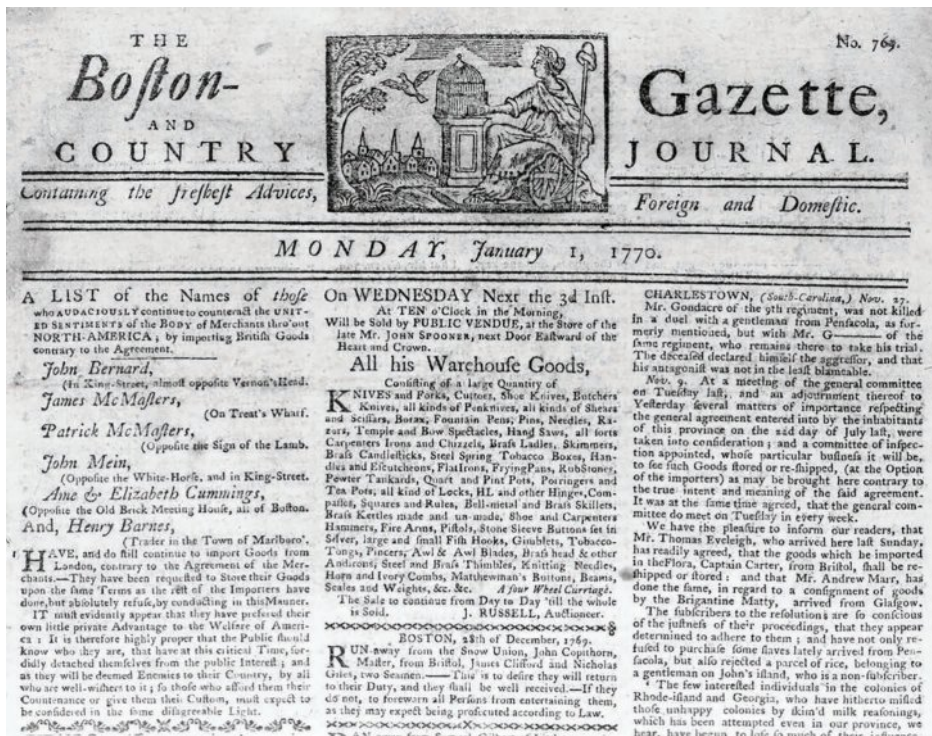 THE
Boſton-
AND
COUNTRY
No. 769.
Gazette,
JOURNAL.
Containing the freſheſt Advices,
Foreign and Domeſtic.
MONDAY, January 1, 1770.
A LIST of the Names of thoſe
who AUDACIOUSLY continue to counteract the UNIT-
ED SENTIMENTS of the BODY of Merchants thro'out
NORTH-AMERICA; by importing Britiſh Goods
contrary to the Agreement.
John Bernard,
(In King-Street, almoſt oppoſite Vernon's Head.
James McMaſters,
(On Treat's Wharf.
Patrick McMaſters,
(Oppoſite the Sign of the Lamb.
John Mein,
(Oppoſite the White-Horſe, and in King-Street.
Ame & Elizabeth Cummings,
(Oppoſite the Old Brick Meeting Houſe, all of Boſton.
And, Henry Barnes,
(Trader in the Town of Marlboro'.
HAVE, and do ſtill continue to import Goods from
London, contrary to the Agreement of the Mer-
chants.—They have been requeſted to Store their Goods
upon the ſame Terms as the reſt of the Importers have
done, but abſolutely refuſe, by conducting in this Manner.
IT muſt evidently appear that they have prefered their
own little private Advantage to the Welfare of Ameri-
ca: It is therefore highly proper that the Public ſhould
know who they are, that have at this critical Time, ſor-
didly detached themſelves from the public Intereſt; and
as they will be deemed Enemies to their Country, by all
who are well-wiſhers to it; ſo thoſe who afford them their
Countenance or give them their Cuſtom, muſt expect to
be conſidered in the ſame diſagreeable Light.
On WEDNESDAY Next the 3d Inſt.
At TEN o'Clock in the Morning,
Will be Sold by PUBLIC VENDUE, at the Store of the
late Mr. JOHN SPOONER, next Door Eaſtward of the
Heart and Crown.
All his Warehouſe Goods,
Conſiſting of a large Quantity of
KNIVES and Forks, Cuttoes, Shoe Knives, Butchers
Knives, all kinds of Penknives, all kinds of Shears
and Sciſſars, Borax, Fountain Pens, Pins, Needles, Ra-
zors, Temple and Bow Spectacles, Hand Saws, all ſorts
Carpenters Irons and Chizzels, Braſs Ladles, Skimmers,
Braſs Candleſticks, Steel Spring Tobacco Boxes, Han-
dles and Eſcutcheons, Flat Irons, Frying Pans, Rub Stones,
Pewter Tankards, Quart and Pint Pots, Porringers and
Tea Pots, all kind of Locks, HL and other Hinges, Com-
paſſes, Squares and Rules, Bell-metal and Braſs Skillets,
Braſs Kettles made and un-made, Shoe and Carpenters
Hammers, Fire Arms, Piſtols, Stone Sleeve Buttons ſet in
Silver, large and ſmall Fiſh Hooks, Gimblets, Tobacco-
Tongs, Pincers, Awl & Awl Blades, Braſs head & other
Andirons, Steel and Braſs Thimbles, Knitting Needles,
Horn and Ivory Combs, Matthewman's Buttons, Beams,
Scales and Weights, &c. &c. A four Wheel Carriage.
The Sale to continue from Day to Day 'till the whole
is Sold. J. RUSSELL, Auctioneer.
BOSTON, 28th of December, 1769.
RUN-away from the Snow Union, John Copithorn,
Maſter, from Briſtol, James Clifford and Nicholas
Giles, two Seamen.—This is to deſire they will return
to their Duty, and they ſhall be well received.—If they
do not, to forewarn all Perſons from entertaining them,
as they may expect being proſecuted according to Law.
CHARLESTOWN, (South-Carolina,) Nov. 27.
Mr. Gondacre of the 9th regiment, was not killed
in a duel with a gentleman from Penſacola, as for-
merly mentioned, but with Mr. G—— of the
ſame regiment, who remains there to take his trial.
The deceaſed declared himſelf the aggreſſor, and that
his antagoniſt was not in the leaſt blameable.
Nov. 9. At a meeting of the general committee
on Tueſday laſt, and an adjournment thereof to
Yeſterday ſeveral matters of importance reſpecting
the general agreement entered into by the inhabitants
of this province on the 22d day of July laſt, were
taken into conſideration; and a committee of inſpec-
tion appointed, whoſe particular buſineſs it will be,
to ſee ſuch Goods ſtored or re-ſhipped, (at the Option
of the importers) as may be brought here contrary to
the true intent and meaning of the ſaid agreement.
It was at the ſame time agreed, that the general com-
mittee do meet on Tueſday in every week.
We have the pleaſure to inform our readers, that
Mr. Thomas Eveleigh, who arrived here laſt Sunday,
has readily agreed, that the goods which he imported
in the Flora, Captain Carter, from Briſtol, ſhall be re-
ſhipped or ſtored: and that Mr. Andrew Marr, has
done the ſame, in regard to a conſignment of goods
by the Brigantine Matty, arrived from Glaſgow.
The ſubſcribers to the reſolutions are ſo conſcious
of the juſtneſs of their proceedings, that they appear
determined to adhere to them; and have not only re-
fuſed to purchaſe ſome ſlaves lately arrived from Pen-
ſacola, but alſo rejected a parcel of rice, belonging to
a gentleman on John's iſland, who is a non-ſubſcriber.
The few intereſted individuals in the colonies of
Rhode-iſland and Georgia, who have hitherto miſled
thoſe unhappy colonies by ſkim'd milk reaſonings,
which has been attempted even in our province, we